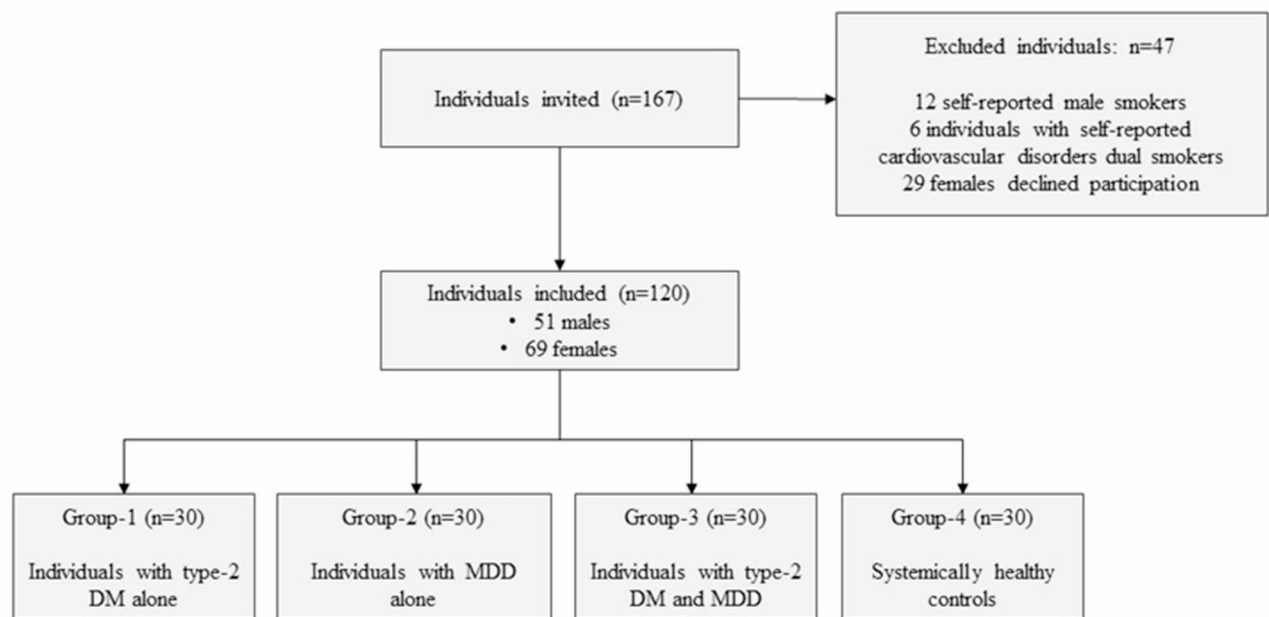 Individuals invited (n=167)
Excluded individuals: n=47
12 self-reported male smokers
6 individuals with self-reported
cardiovascular disorders dual smokers
29 females declined participation
Individuals included (n=120)
• 51 males
• 69 females
Group-1 (n=30)
Individuals with type-2
DM alone
Group-2 (n=30)
Individuals with MDD
alone
Group-3 (n=30)
Individuals with type-2
DM and MDD
Group-4 (n=30)
Systemically healthy
controls